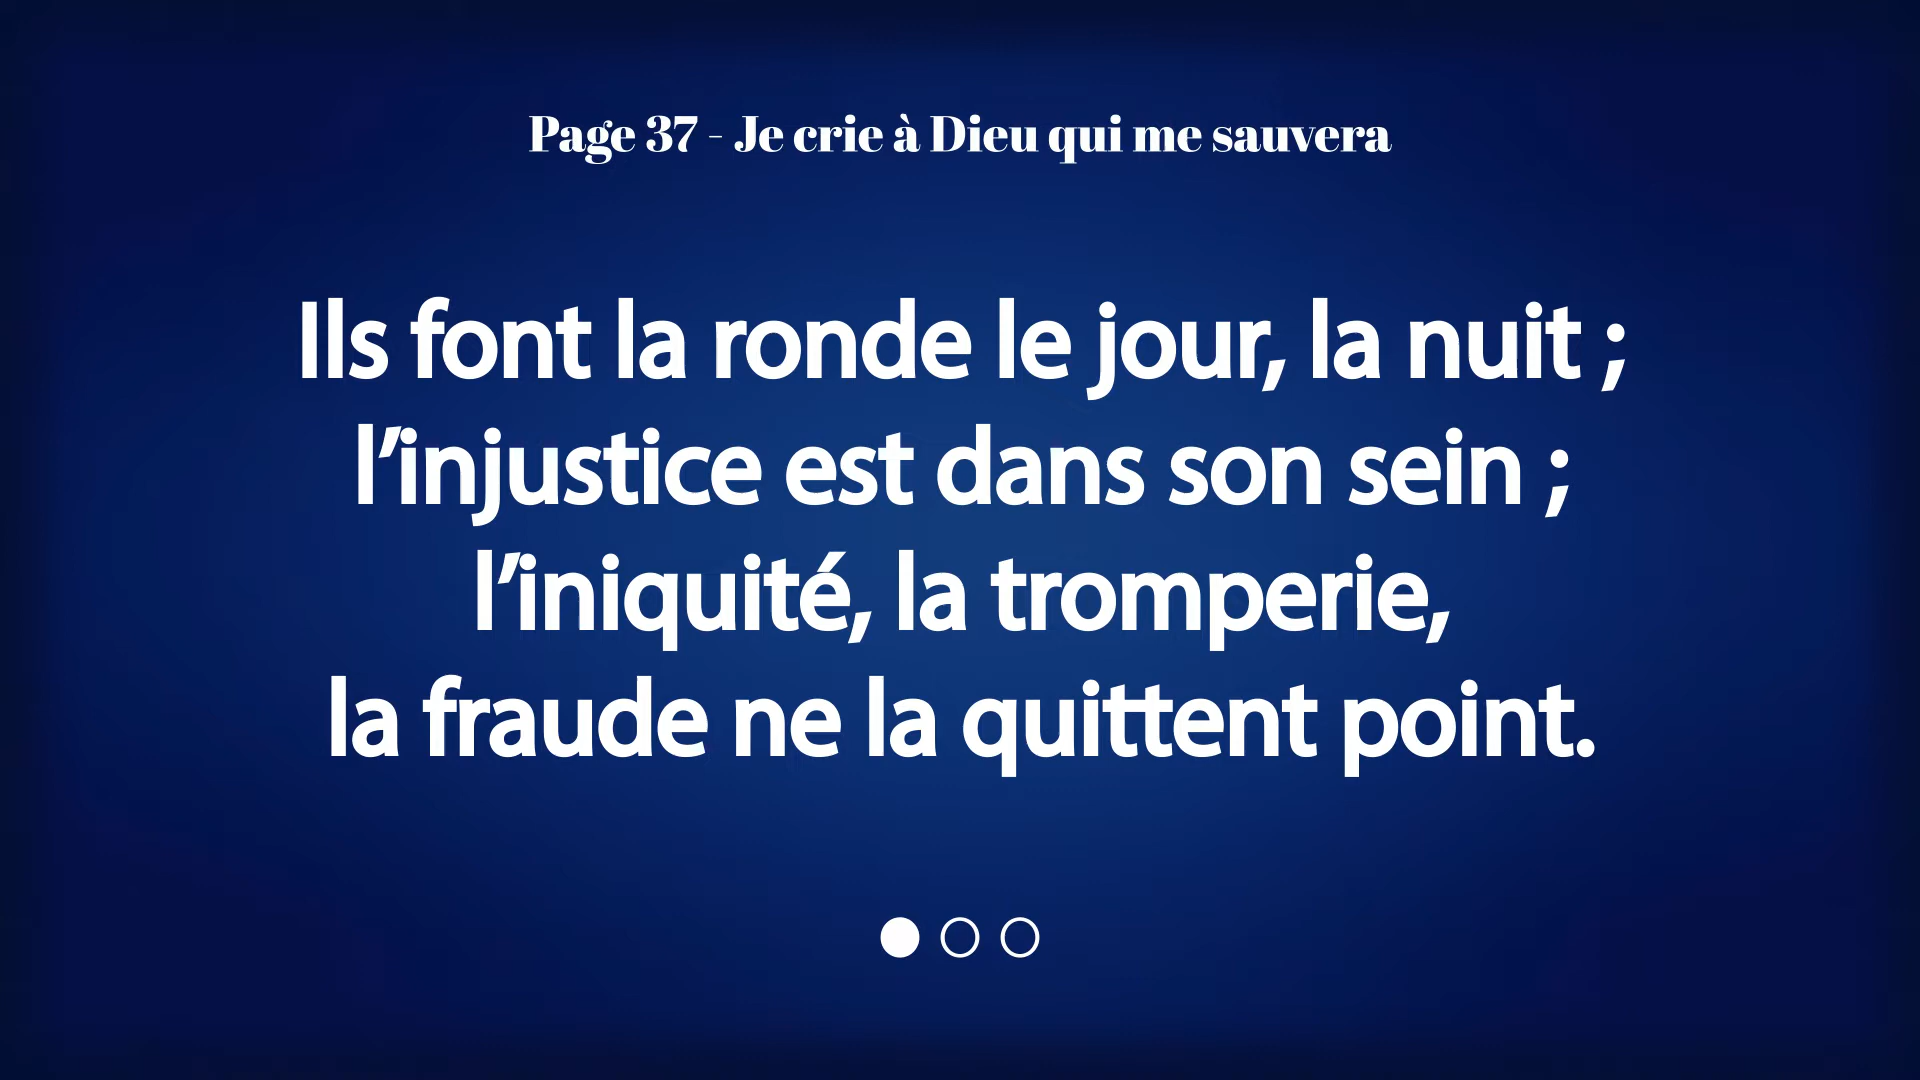 Page 37 - Je crie à Dieu qui me sauvera
Ils font la ronde le jour, la nuit ;
l’injustice est dans son sein ;
l’iniquité, la tromperie,
la fraude ne la quittent point.